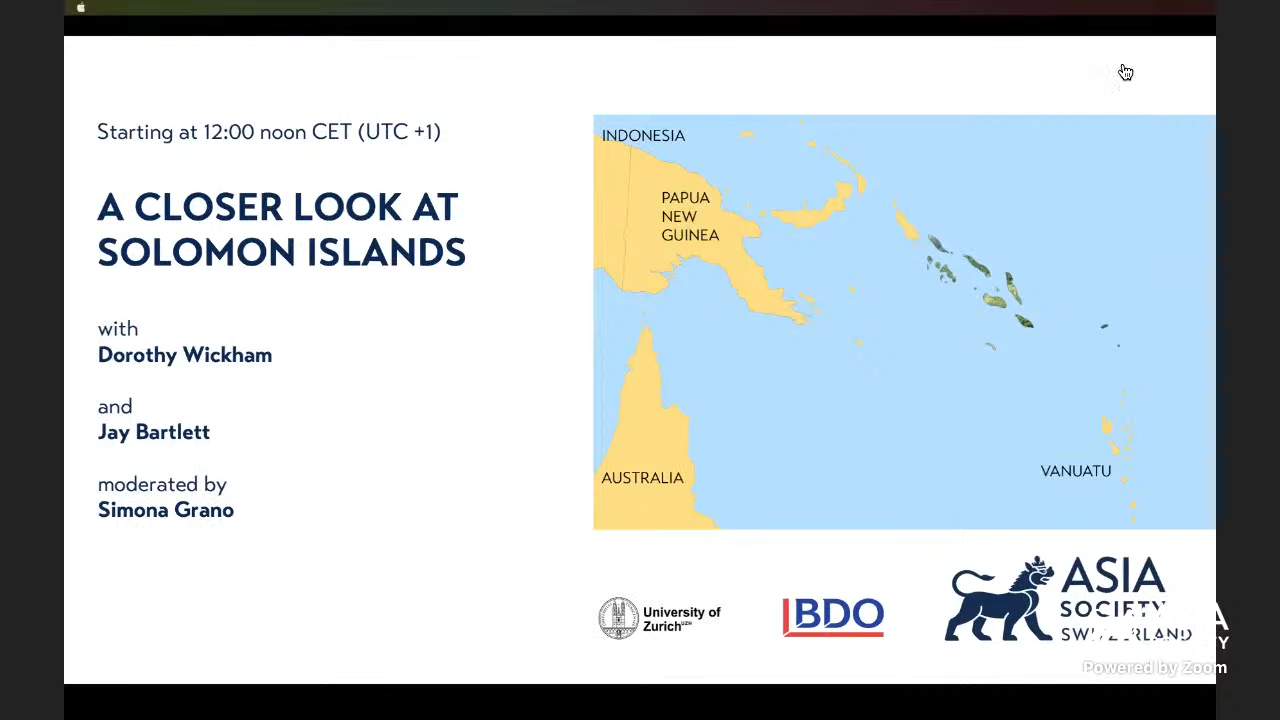 Starting at 12:00 noon CET (UTC +1)
A CLOSER LOOK AT
SOLOMON ISLANDS
with
Dorothy Wickham
and
Jay Bartlett
moderated by
Simona Grano
INDONESIA
PAPUA
NEW
GUINEA
AUSTRALIA
VANUATU
University of
Zurich UZH
BDO
ASIA
SOCIETY
SWITZERLAND
Powered by Zoom